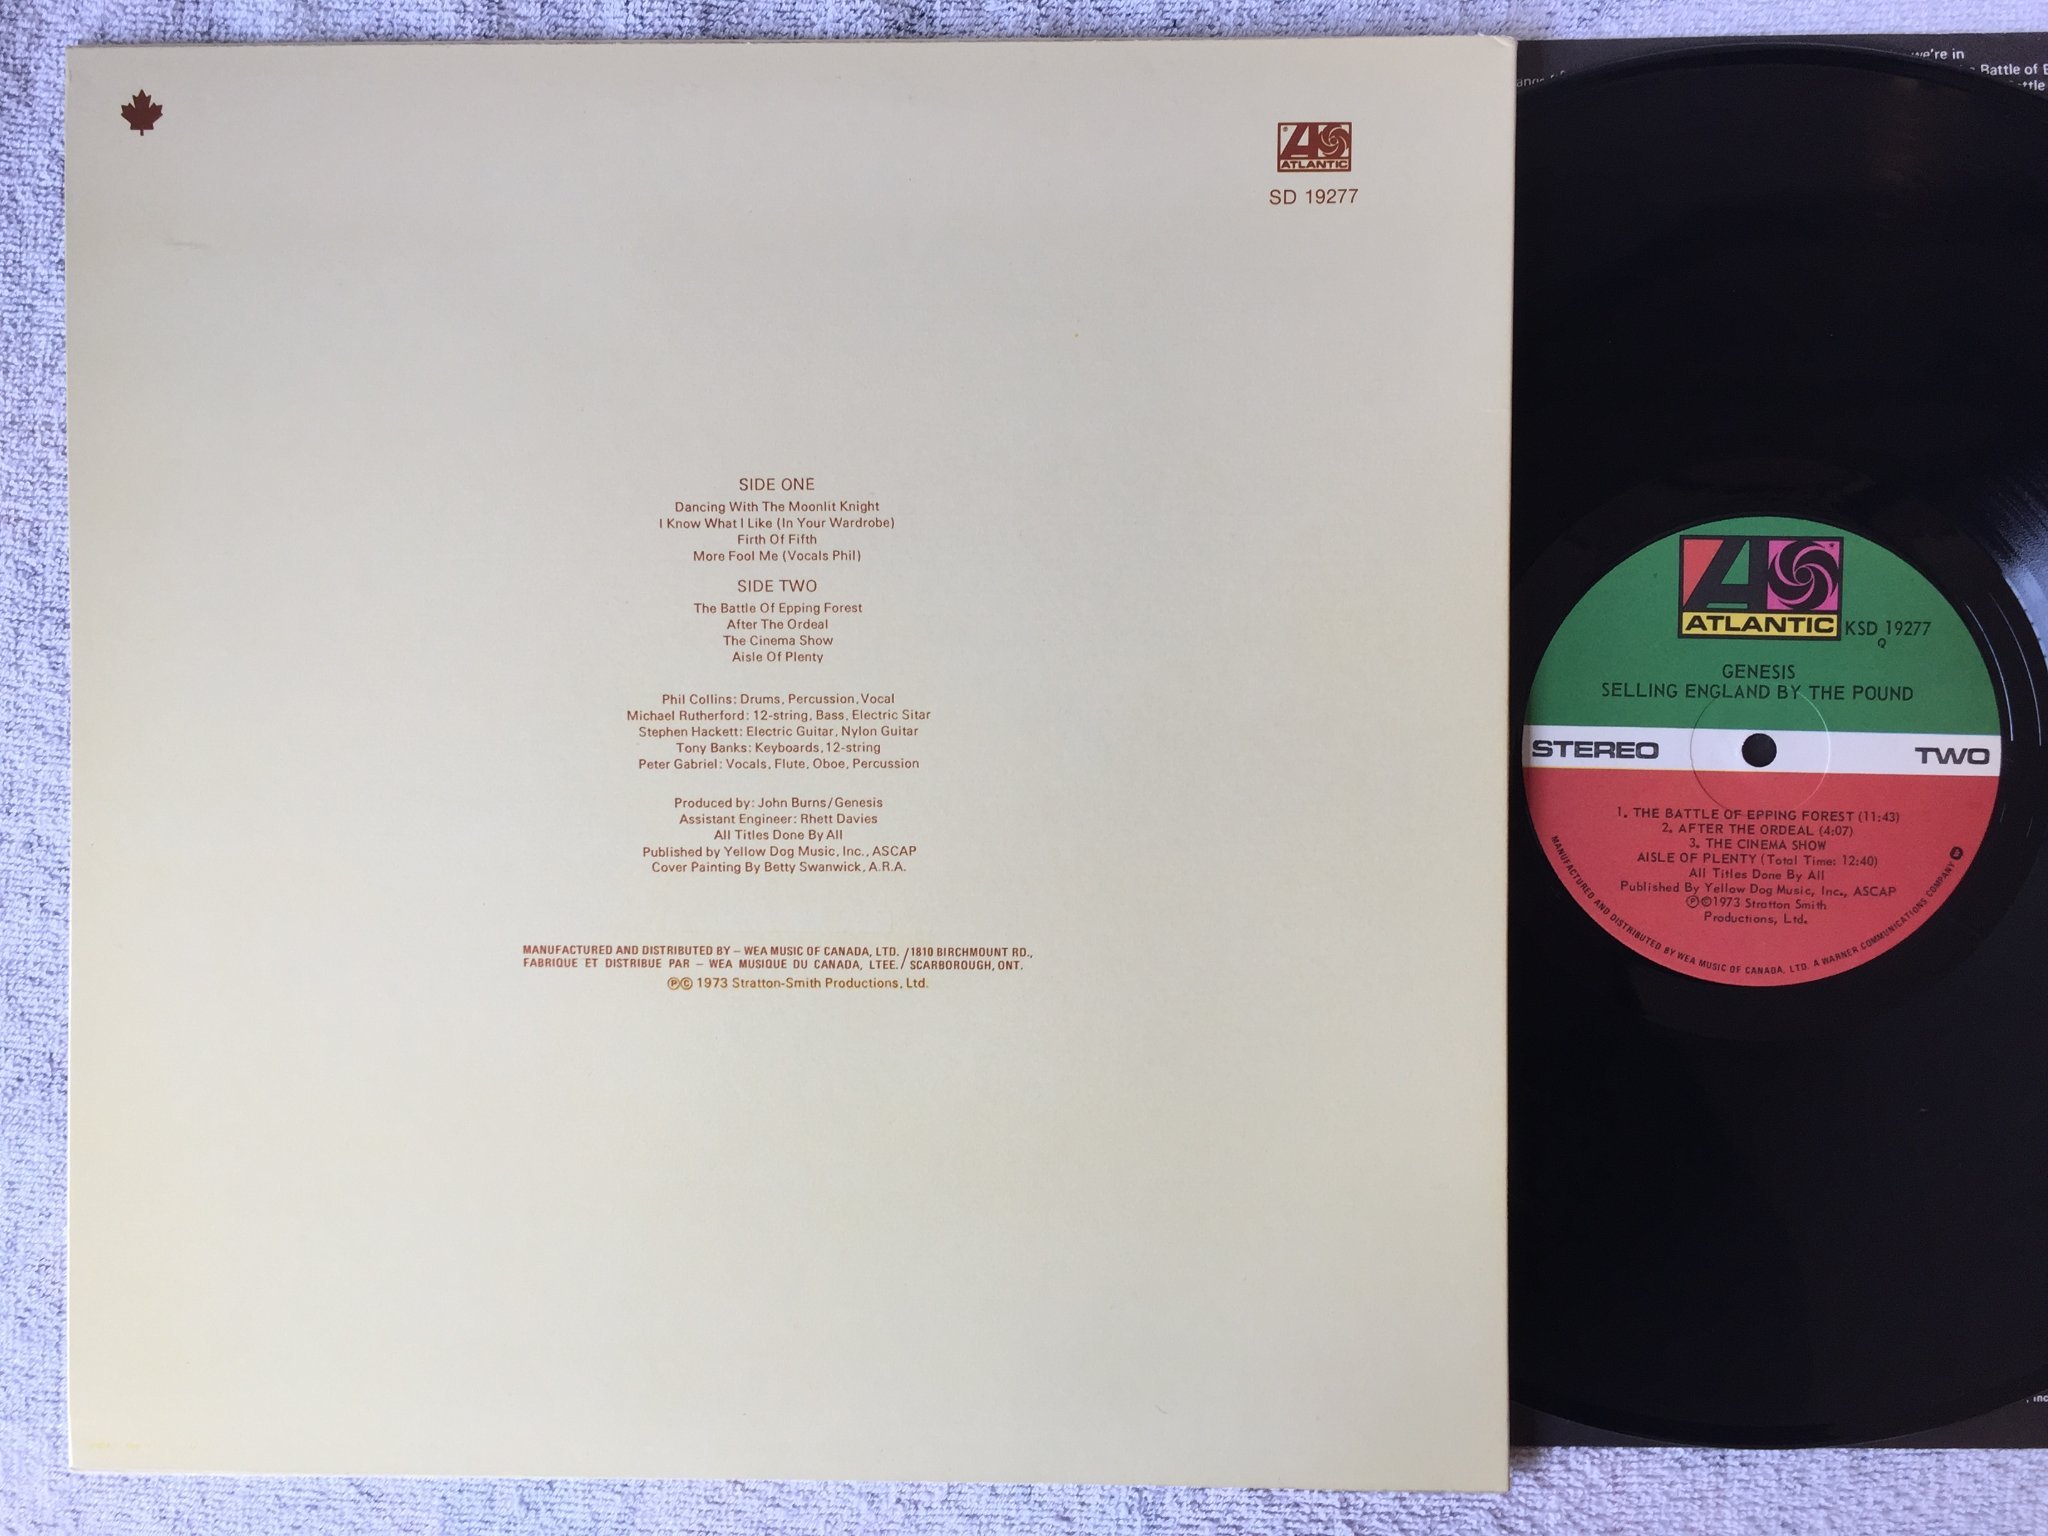 ATLANTIC
SD 19277
SIDE ONE
Dancing With The Moonlit Knight
I Know What I Like (In Your Wardrobe)
Firth Of Fifth
More Fool Me (Vocals Phil)
SIDE TWO
The Battle Of Epping Forest
After The Ordeal
The Cinema Show
Aisle Of Plenty
Phil Collins: Drums, Percussion, Vocal
Michael Rutherford: 12-string, Bass, Electric Sitar
Stephen Hackett: Electric Guitar, Nylon Guitar
Tony Banks: Keyboards, 12-string
Peter Gabriel: Vocals, Flute, Oboe, Percussion
Produced by: John Burns/Genesis
Assistant Engineer: Rhett Davies
All Titles Done By All
Published by Yellow Dog Music, Inc., ASCAP
Cover Painting By Betty Swanwick, A.R.A.
MANUFACTURED AND DISTRIBUTED BY – WEA MUSIC OF CANADA, LTD. / 1810 BIRCHMOUNT RD.,
FABRIQUE ET DISTRIBUE PAR – WEA MUSIQUE DU CANADA, LTEE. / SCARBOROUGH, ONT.
℗© 1973 Stratton-Smith Productions, Ltd.
we're in
Battle of
ATLANTIC
KSD 19277
Q
GENESIS
SELLING ENGLAND BY THE POUND
STEREO TWO
1. THE BATTLE OF EPPING FOREST (11:43)
2. AFTER THE ORDEAL (4:07)
3. THE CINEMA SHOW
AISLE OF PLENTY (Total Time: 12:40)
All Titles Done By All
Published By Yellow Dog Music, Inc., ASCAP
℗©1973 Stratton Smith
Productions, Ltd.
MANUFACTURED AND DISTRIBUTED BY WEA MUSIC OF CANADA, LTD. A WARNER COMMUNICATIONS COMPANY